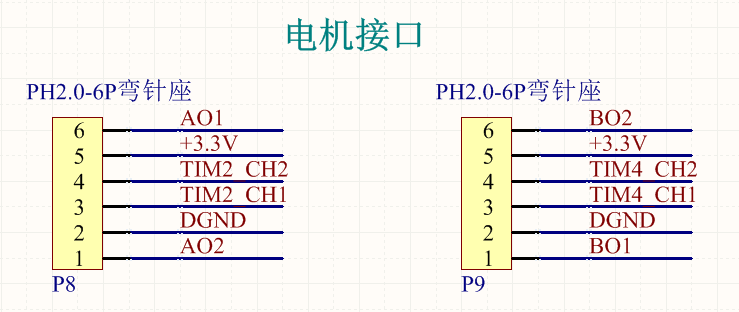 电机接口
PH2.0-6P弯针座
6 AO1
5 +3.3V
4 TIM2_CH2
3 TIM2_CH1
2 DGND
1 AO2
P8
PH2.0-6P弯针座
6 BO2
5 +3.3V
4 TIM4_CH2
3 TIM4_CH1
2 DGND
1 BO1
P9